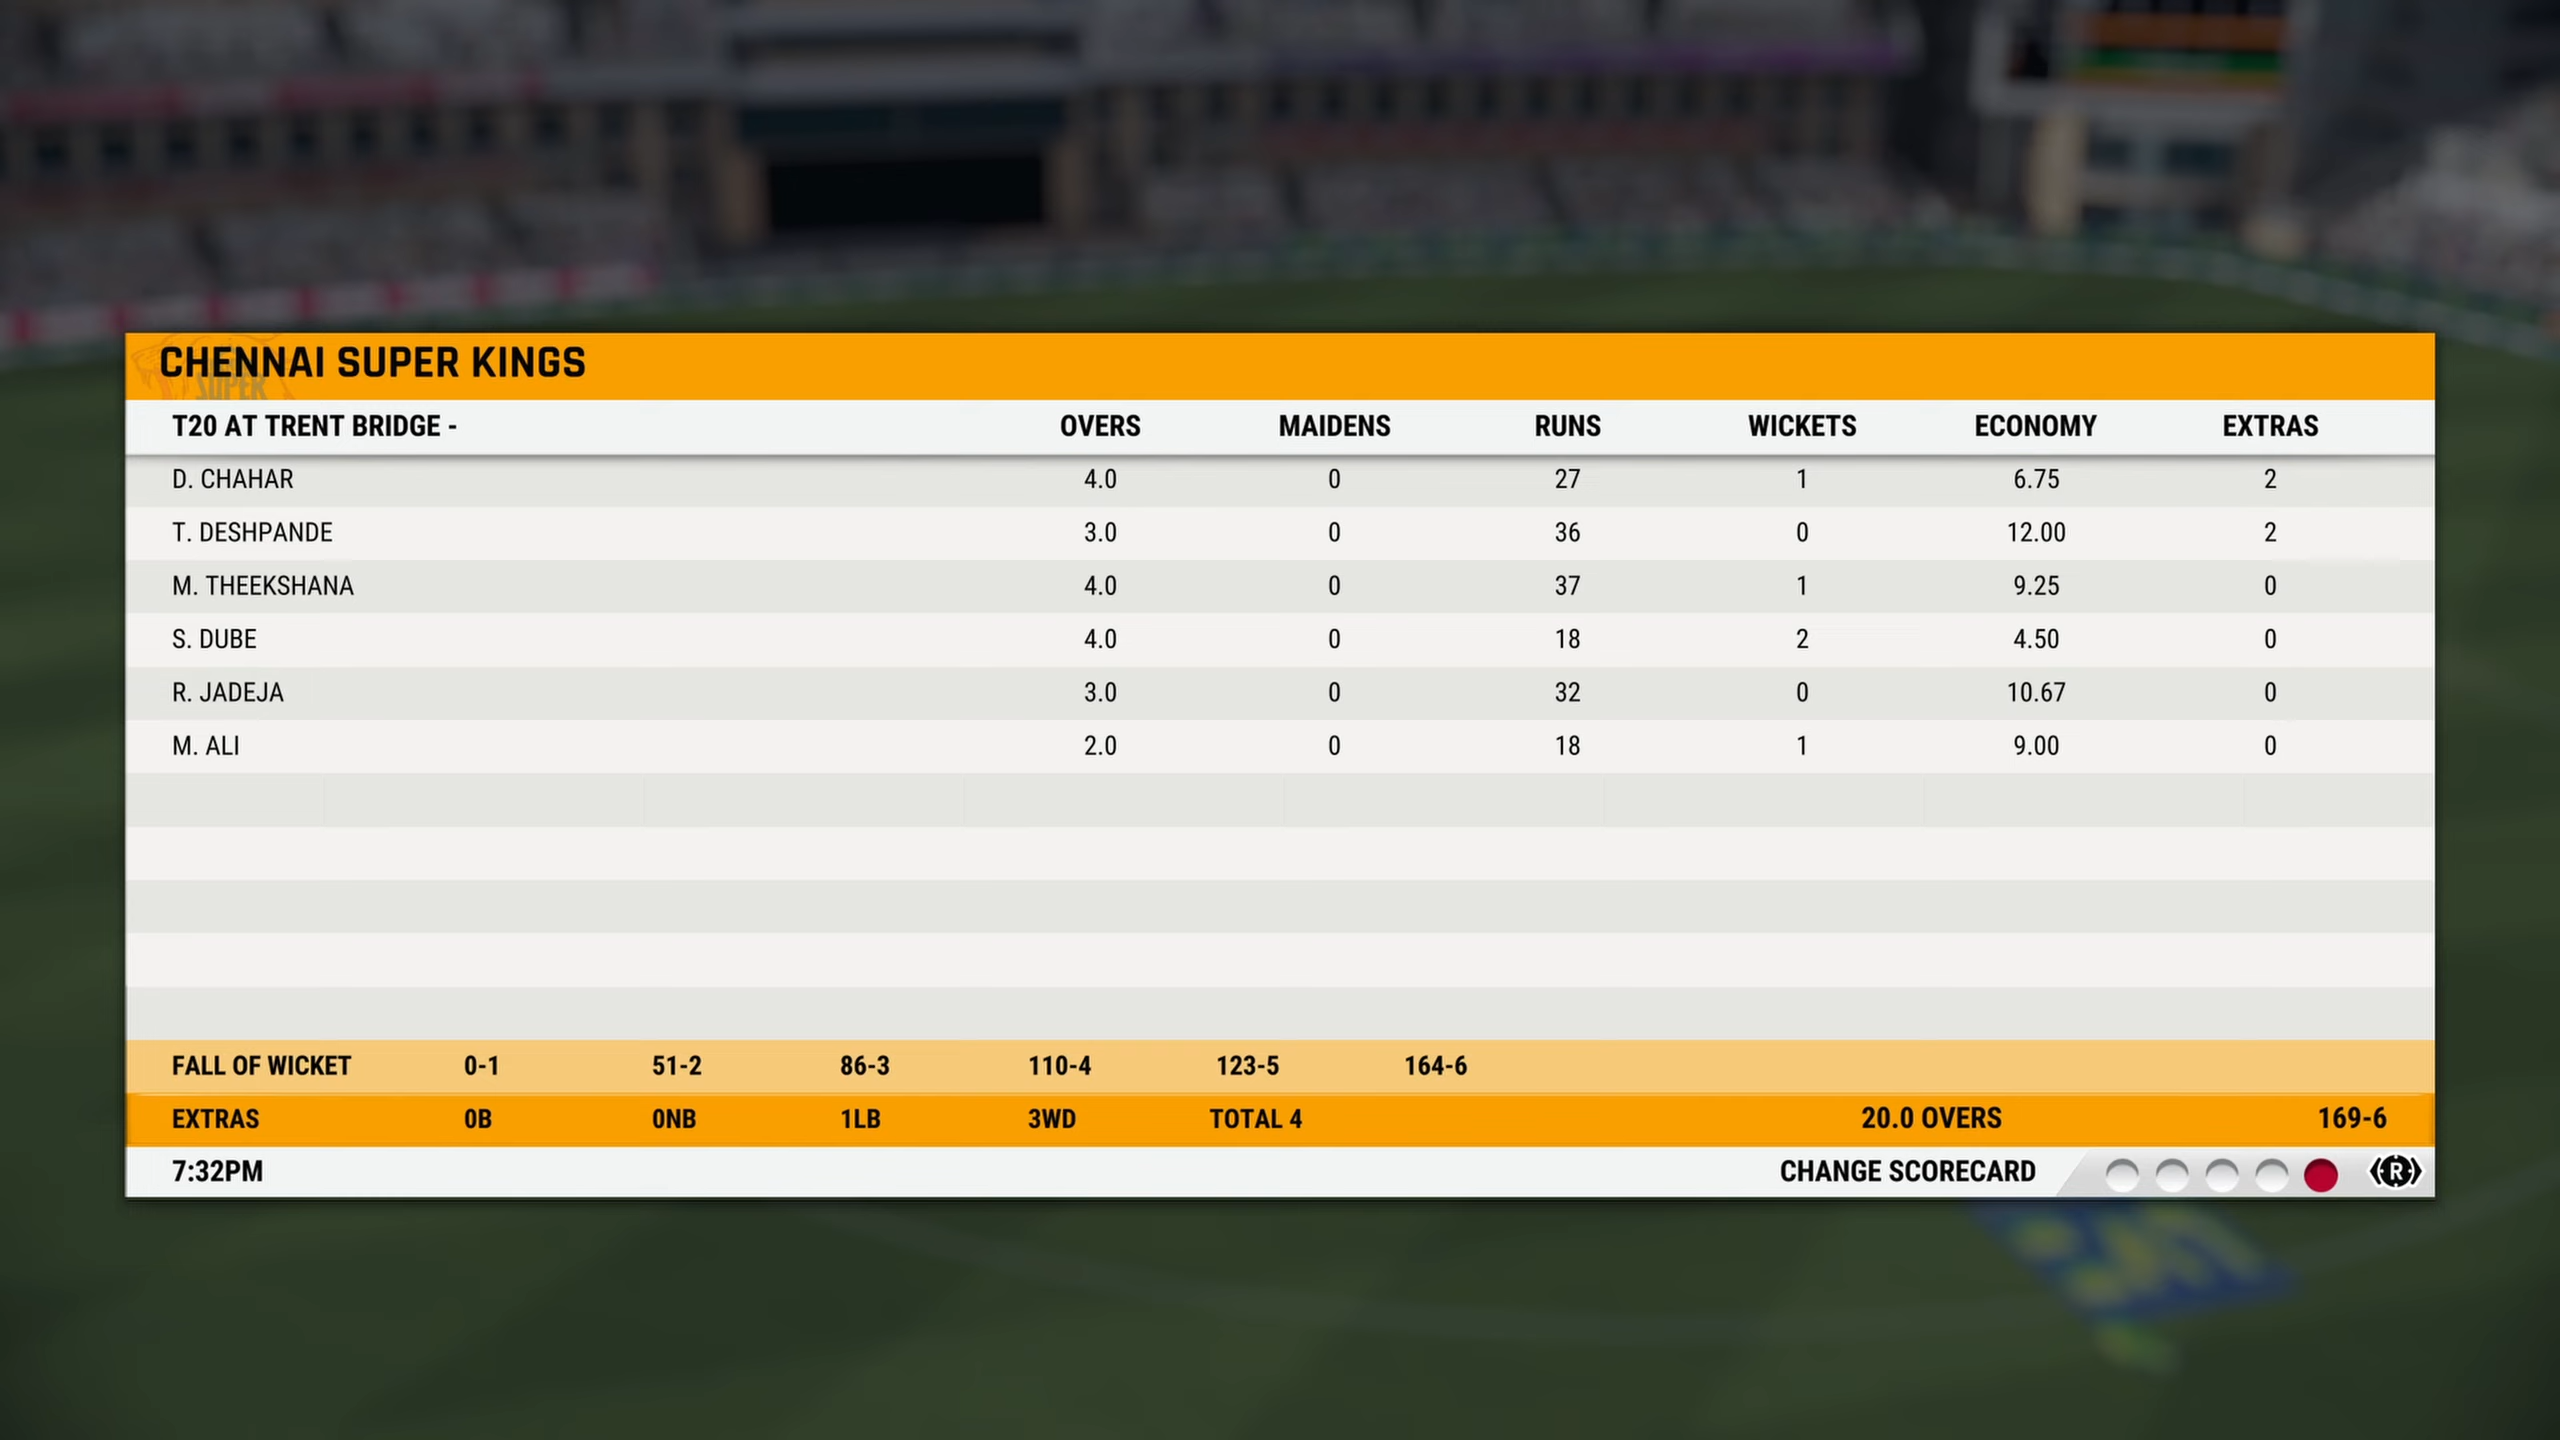 CHENNAI SUPER KINGS
SUPER
T20 AT TRENT BRIDGE - OVERS MAIDENS RUNS WICKETS ECONOMY EXTRAS
D. CHAHAR 4.0 0 27 1 6.75 2
T. DESHPANDE 3.0 0 36 0 12.00 2
M. THEEKSHANA 4.0 0 37 1 9.25 0
S. DUBE 4.0 0 18 2 4.50 0
R. JADEJA 3.0 0 32 0 10.67 0
M. ALI 2.0 0 18 1 9.00 0
FALL OF WICKET 0-1 51-2 86-3 110-4 123-5 164-6
EXTRAS 0B 0NB 1LB 3WD TOTAL 4 20.0 OVERS 169-6
7:32PM CHANGE SCORECARD R